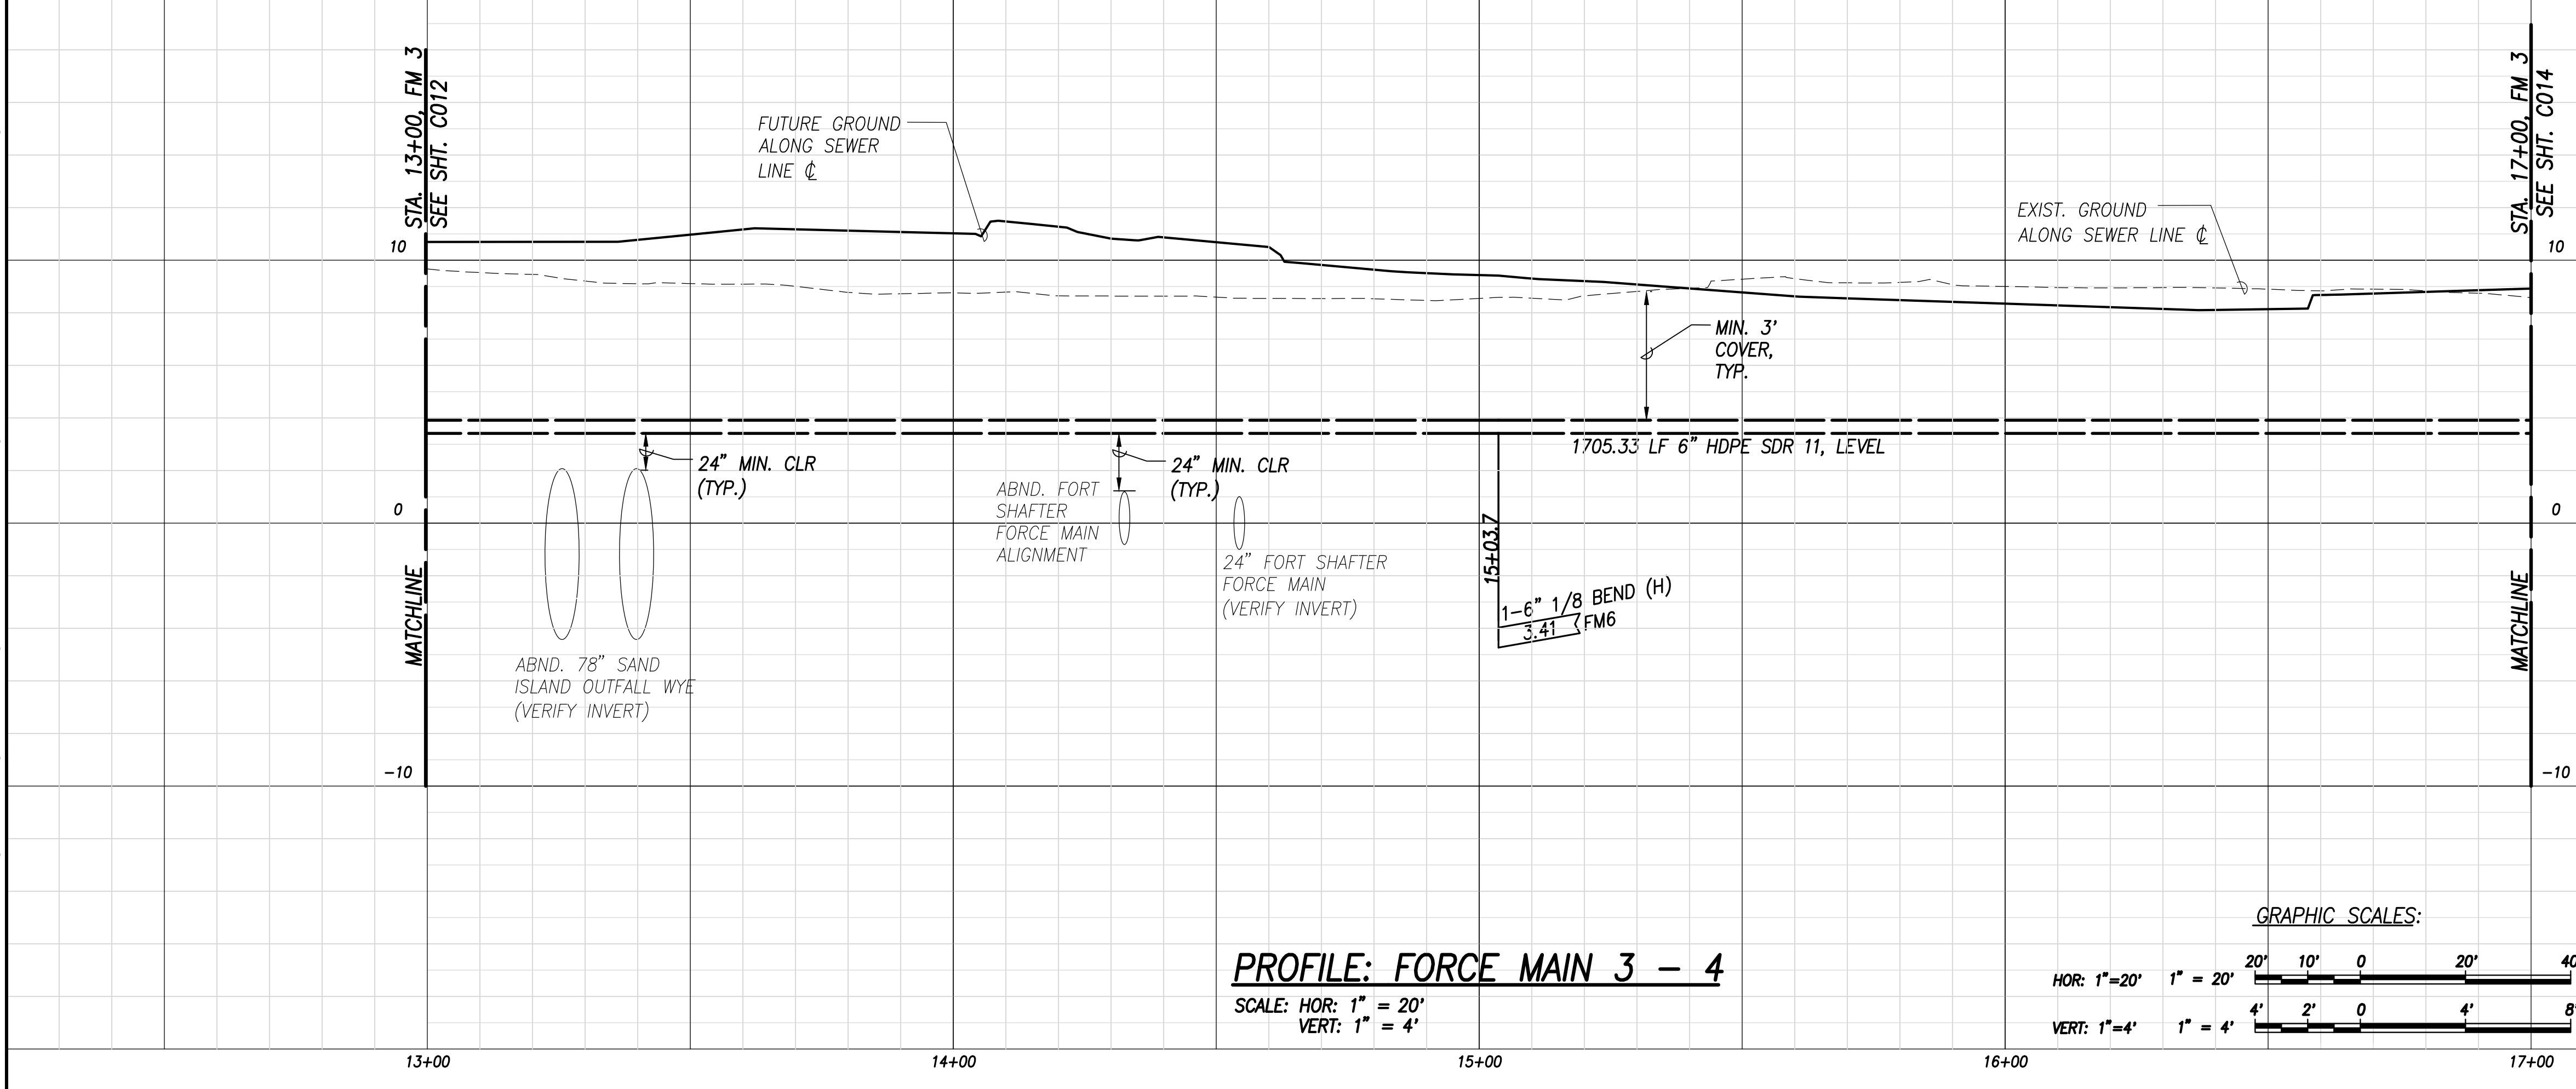 STA. 13+00, FM 3
SEE SHT. C012
MATCHLINE
10
0
-10
FUTURE GROUND
ALONG SEWER
LINE ℄
EXIST. GROUND
ALONG SEWER LINE ℄
MIN. 3'
COVER,
TYP.
1705.33 LF 6" HDPE SDR 11, LEVEL
24" MIN. CLR
(TYP.)
24" MIN. CLR
(TYP.)
ABND. FORT
SHAFTER
FORCE MAIN
ALIGNMENT
24" FORT SHAFTER
FORCE MAIN
(VERIFY INVERT)
ABND. 78" SAND
ISLAND OUTFALL WYE
(VERIFY INVERT)
15+03.7
1-6" 1/8 BEND (H)
3.41 FM6
STA. 17+00, FM 3
SEE SHT. C014
MATCHLINE
10
0
-10
PROFILE: FORCE MAIN 3 - 4
SCALE: HOR: 1" = 20'
VERT: 1" = 4'
GRAPHIC SCALES:
20' 10' 0 20' 40
HOR: 1"=20' 1" = 20'
4' 2' 0 4' 8'
VERT: 1"=4' 1" = 4'
13+00 14+00 15+00 16+00 17+00